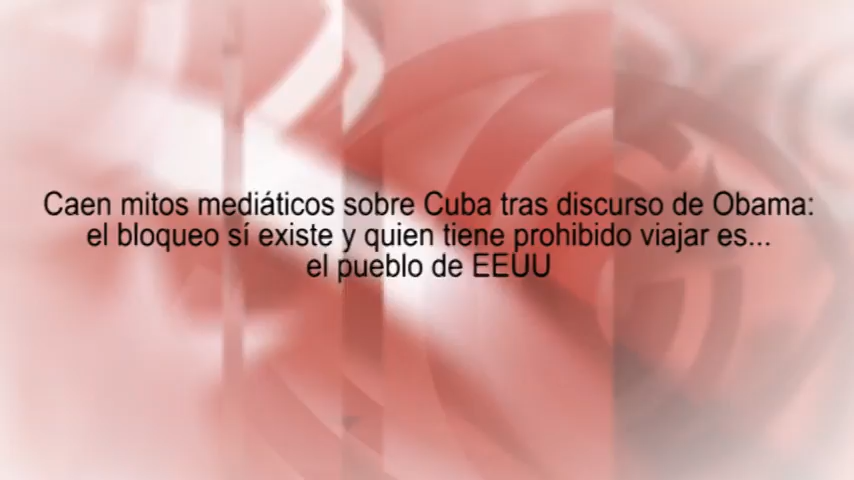 Caen mitos mediáticos sobre Cuba tras discurso de Obama:
el bloqueo sí existe y quien tiene prohibido viajar es...
el pueblo de EEUU